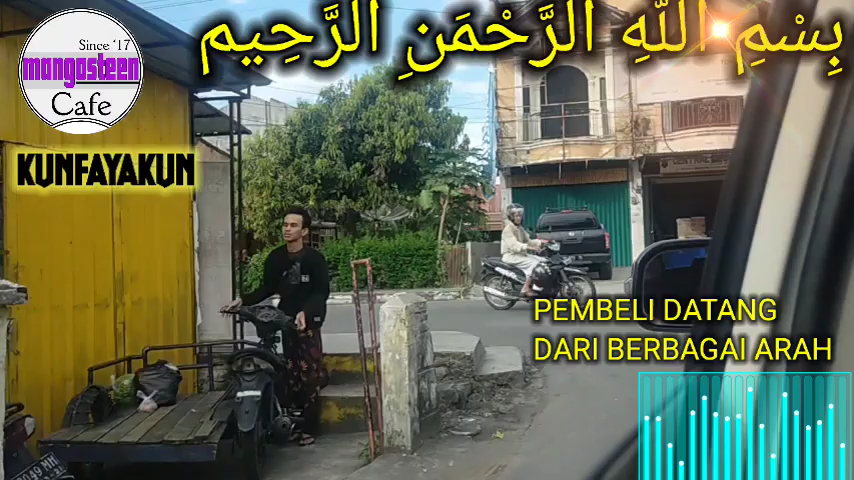 بِسْمِ اللَّهِ الرَّحْمَنِ الرَّحِيم
Since '17
mangosteen
Cafe
KUNFAYAKUN
PEMBELI DATANG
DARI BERBAGAI ARAH